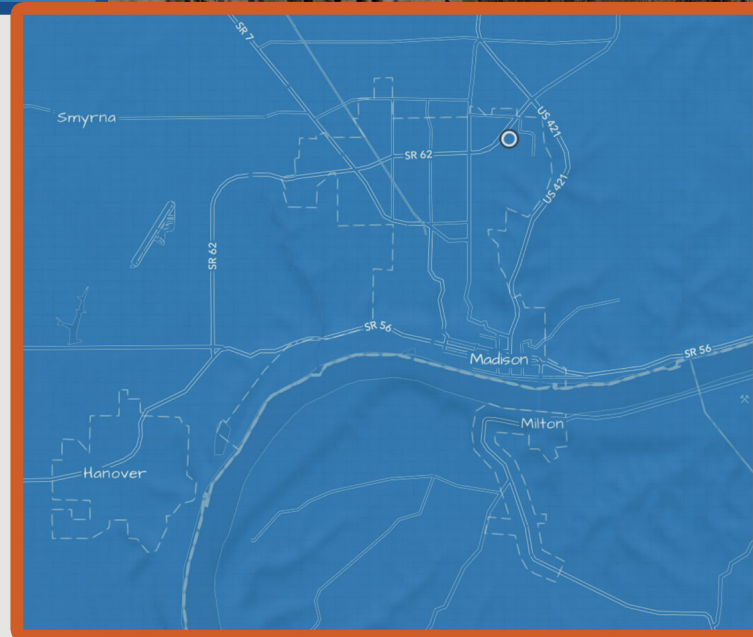 SR 7
US 421
Smyrna
SR 62
US 421
SR 62
SR 56
SR 56
Madison
Milton
Hanover